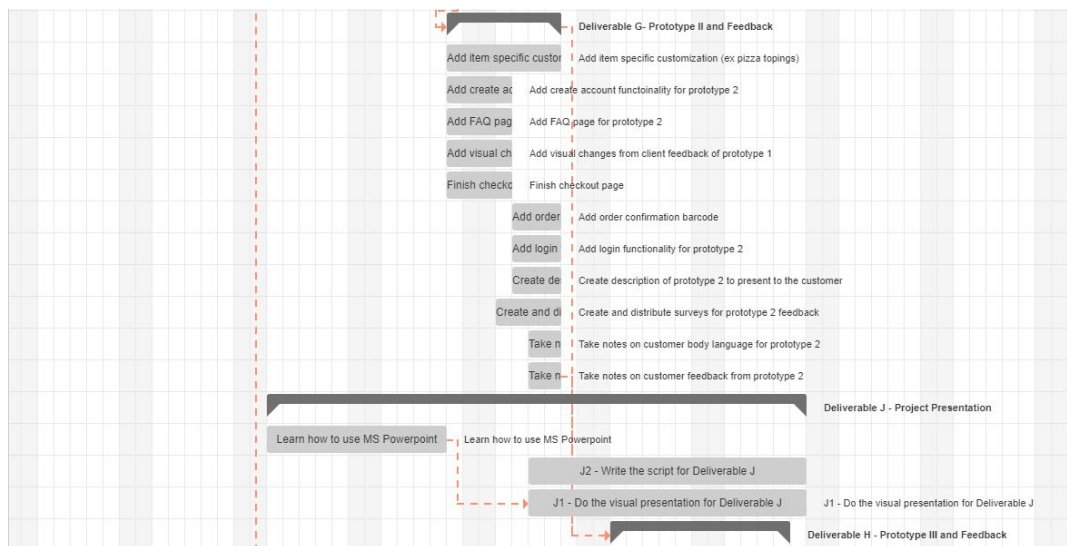 Deliverable G- Prototype II and Feedback
Add item specific custor Add item specific customization (ex pizza topings)
Add create ac Add create account functoinality for prototype 2
Add FAQ pag Add FAQ page for prototype 2
Add visual ch Add visual changes from client feedback of prototype 1
Finish checkc Finish checkout page
Add order Add order confirmation barcode
Add login Add login functionality for prototype 2
Create de Create description of prototype 2 to present to the customer
Create and di Create and distribute surveys for prototype 2 feedback
Take n Take notes on customer body language for prototype 2
Take n Take notes on customer feedback from prototype 2
Deliverable J - Project Presentation
Learn how to use MS Powerpoint Learn how to use MS Powerpoint
J2 - Write the script for Deliverable J
J1 - Do the visual presentation for Deliverable J J1 - Do the visual presentation for Deliverable J
Deliverable H - Prototype III and Feedback